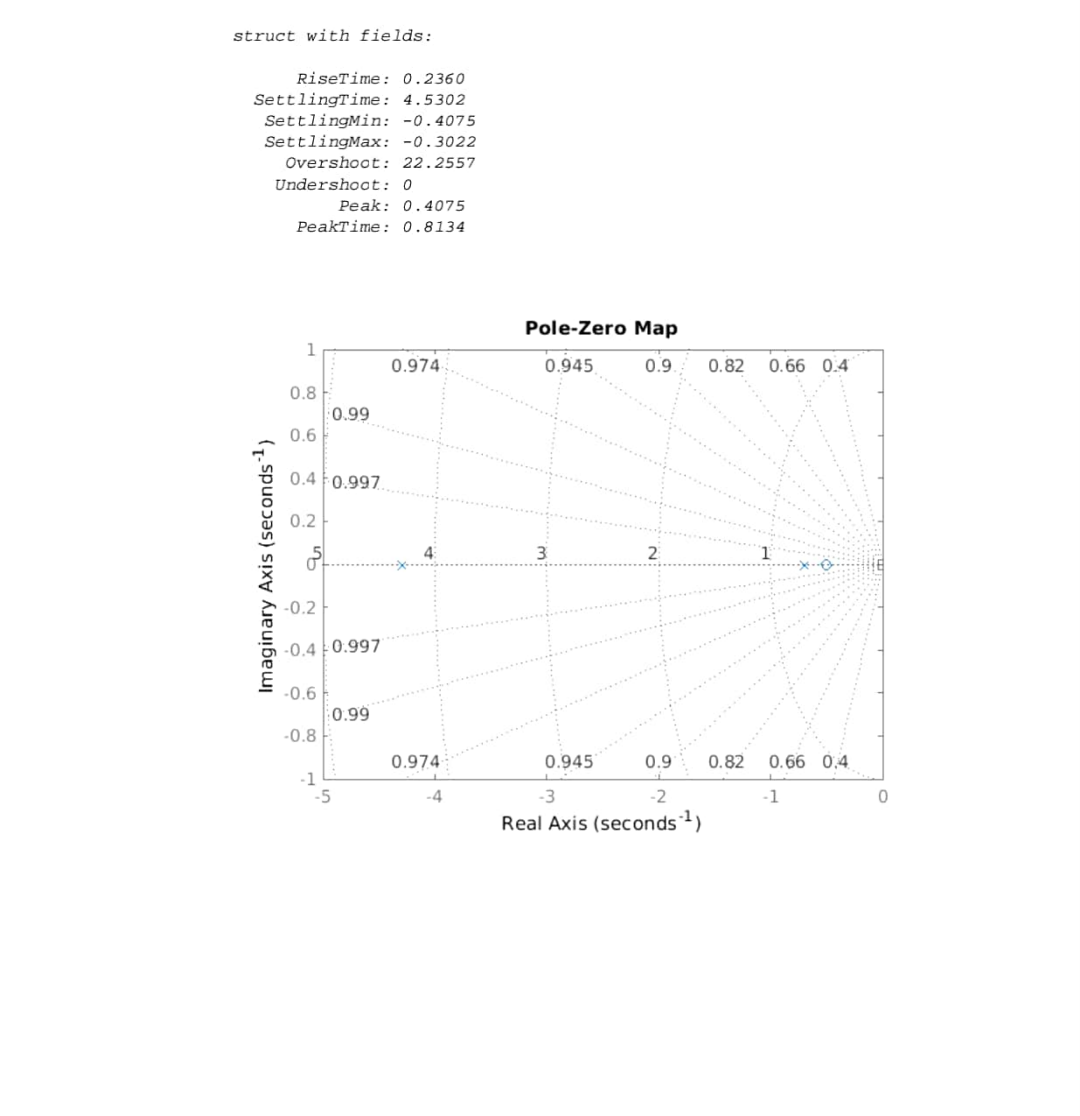 struct with fields:
RiseTime: 0.2360
SettlingTime: 4.5302
SettlingMin: -0.4075
SettlingMax: -0.3022
Overshoot: 22.2557
Undershoot: 0
Peak: 0.4075
PeakTime: 0.8134
Pole-Zero Map
1
0.974 0.945 0.9 0.82 0.66 0.4
0.8
0.99
0.6
0.4 0.997
0.2
5 4 3 2 1
0
-0.2
-0.4 0.997
-0.6
0.99
-0.8
0.974 0.945 0.9 0.82 0.66 0.4
-1
-5 -4 -3 -2 -1 0
Imaginary Axis (seconds⁻¹)
Real Axis (seconds⁻¹)